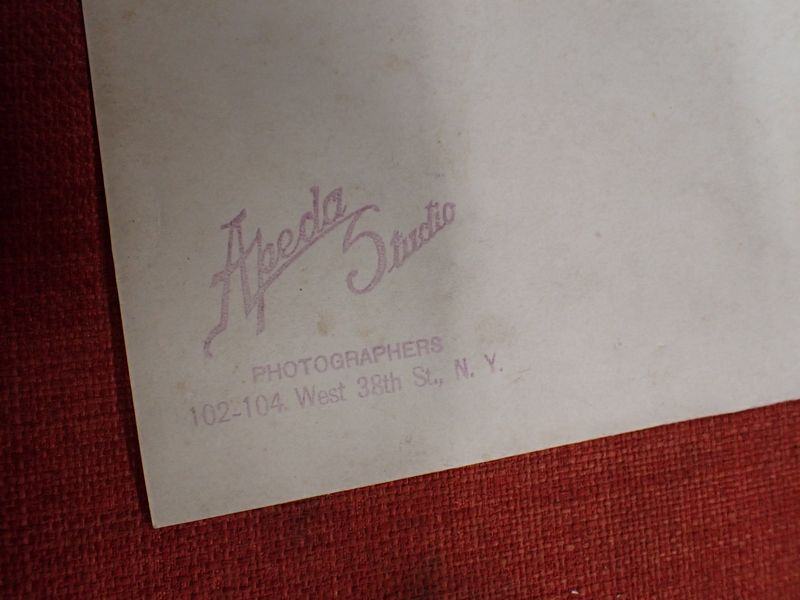 Apeda Studio
PHOTOGRAPHERS
102-104 West 38th St., N. Y.